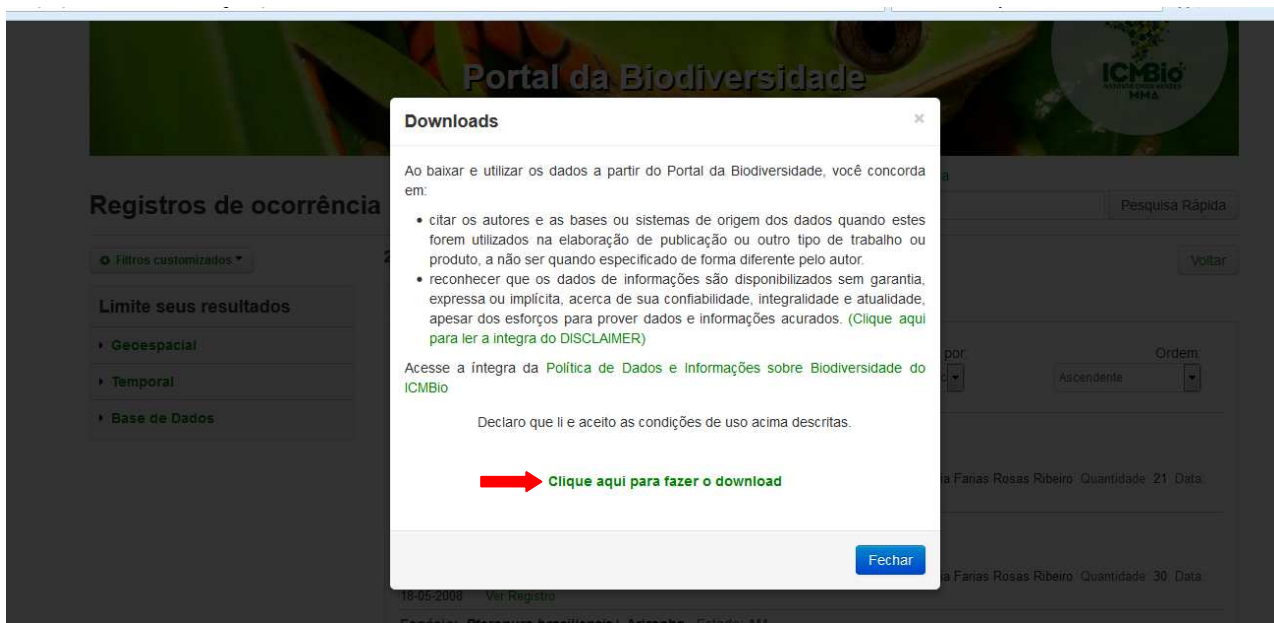 Portal da Biodiversidade
ICMBio
MMA
Downloads ×
Ao baixar e utilizar os dados a partir do Portal da Biodiversidade, você concorda
em:
• citar os autores e as bases ou sistemas de origem dos dados quando estes
forem utilizados na elaboração de publicação ou outro tipo de trabalho ou
produto, a não ser quando especificado de forma diferente pelo autor.
• reconhecer que os dados de informações são disponibilizados sem garantia,
expressa ou implícita, acerca de sua confiabilidade, integralidade e atualidade,
apesar dos esforços para prover dados e informações acurados. (Clique aqui
para ler a integra do DISCLAIMER)
Acesse a íntegra da Política de Dados e Informações sobre Biodiversidade do
ICMBio
Declaro que li e aceito as condições de uso acima descritas.
Clique aqui para fazer o download
Fechar
Registros de ocorrência
Pesquisa Rápida
Filtros customizados
2
Voltar
Limite seus resultados
Geoespacial
Temporal
Base de Dados
por:
Ordem:
Ascendente
Farias Rosas Ribeiro Quantidade: 21 Data:
Farias Rosas Ribeiro Quantidade: 30 Data:
18-05-2008 Ver Registro